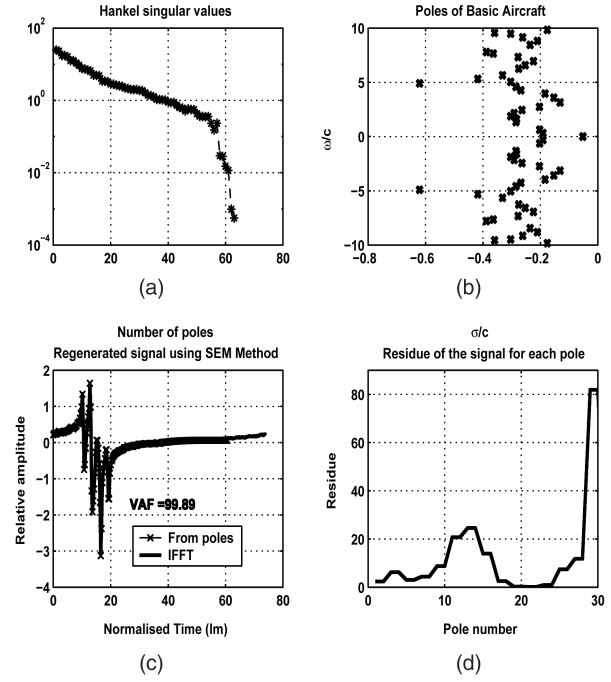 Hankel singular values
10^2
10^0
10^-2
10^-4
0 20 40 60 80
(a)
Number of poles
Poles of Basic Aircraft
ω/c
10
5
0
−5
−10
−0.8 −0.6 −0.4 −0.2 0
(b)
σ/c
Regenerated signal using SEM Method
Relative amplitude
2
1
0
−1
−2
−3
−4
VAF =99.89
From poles
IFFT
0 20 40 60 80
Normalised Time (lm)
(c)
Residue of the signal for each pole
Residue
80
60
40
20
0
0 10 20 30
Pole number
(d)